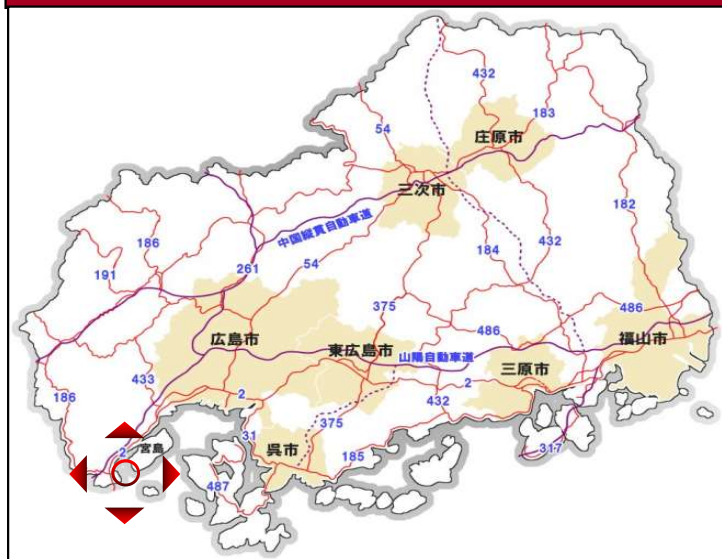 432
183
54
庄原市
三次市
182
中国縦貫自動車道
186
184
432
191
261
54
375
486
486
広島市
東広島市
山陽自動車道
福山市
三原市
433
2
186
2
432
31
375
2
宮島
呉市
185
317
487